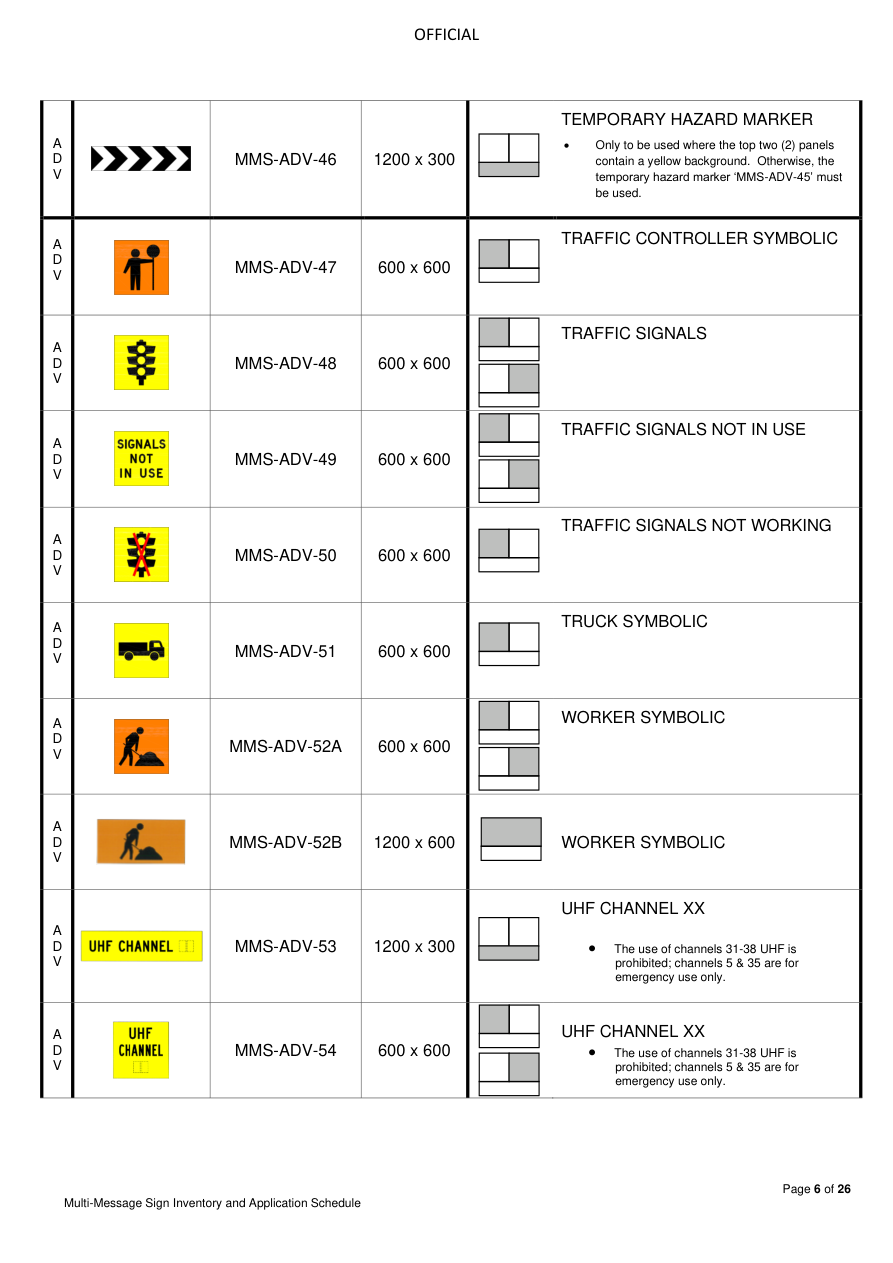 OFFICIAL
A
D
V
MMS-ADV-46
1200 x 300
TEMPORARY HAZARD MARKER
• Only to be used where the top two (2) panels
contain a yellow background.  Otherwise, the
temporary hazard marker ‘MMS-ADV-45’ must
be used.
A
D
V
MMS-ADV-47
600 x 600
TRAFFIC CONTROLLER SYMBOLIC
A
D
V
MMS-ADV-48
600 x 600
TRAFFIC SIGNALS
A
D
V
SIGNALS
NOT
IN USE
MMS-ADV-49
600 x 600
TRAFFIC SIGNALS NOT IN USE
A
D
V
MMS-ADV-50
600 x 600
TRAFFIC SIGNALS NOT WORKING
A
D
V
MMS-ADV-51
600 x 600
TRUCK SYMBOLIC
A
D
V
MMS-ADV-52A
600 x 600
WORKER SYMBOLIC
A
D
V
MMS-ADV-52B
1200 x 600
WORKER SYMBOLIC
A
D
V
UHF CHANNEL
MMS-ADV-53
1200 x 300
UHF CHANNEL XX
• The use of channels 31-38 UHF is
prohibited; channels 5 & 35 are for
emergency use only.
A
D
V
UHF
CHANNEL
MMS-ADV-54
600 x 600
UHF CHANNEL XX
• The use of channels 31-38 UHF is
prohibited; channels 5 & 35 are for
emergency use only.
Page 6 of 26
Multi-Message Sign Inventory and Application Schedule